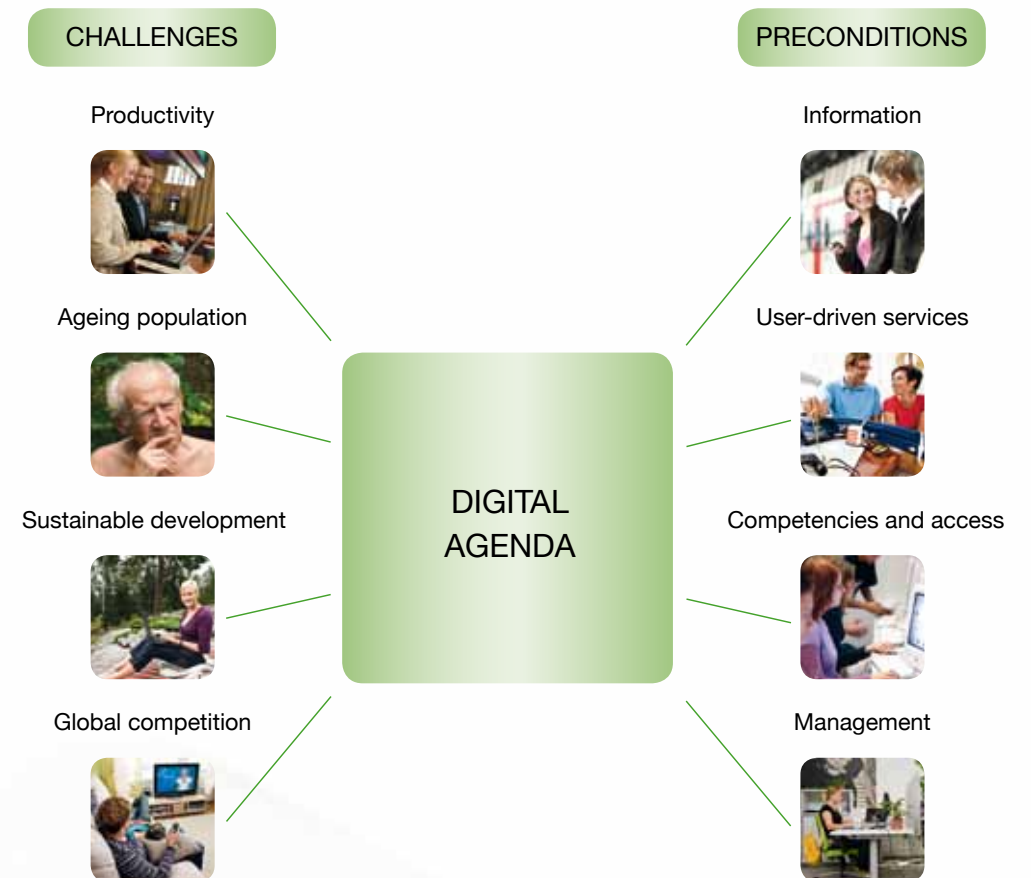 CHALLENGES
Productivity
Ageing population
Sustainable development
Global competition
DIGITAL
AGENDA
PRECONDITIONS
Information
User-driven services
Competencies and access
Management